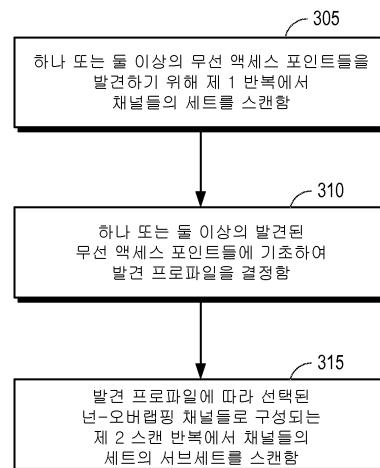 305
하나 또는 둘 이상의 무선 액세스 포인트들을
발견하기 위해 제 1 반복에서
채널들의 세트를 스캔함
310
하나 또는 둘 이상의 발견된
무선 액세스 포인트들에 기초하여
발견 프로파일을 결정함
315
발견 프로파일에 따라 선택된
넌-오버랩핑 채널들로 구성되는
제 2 스캔 반복에서 채널들의
세트의 서브세트를 스캔함